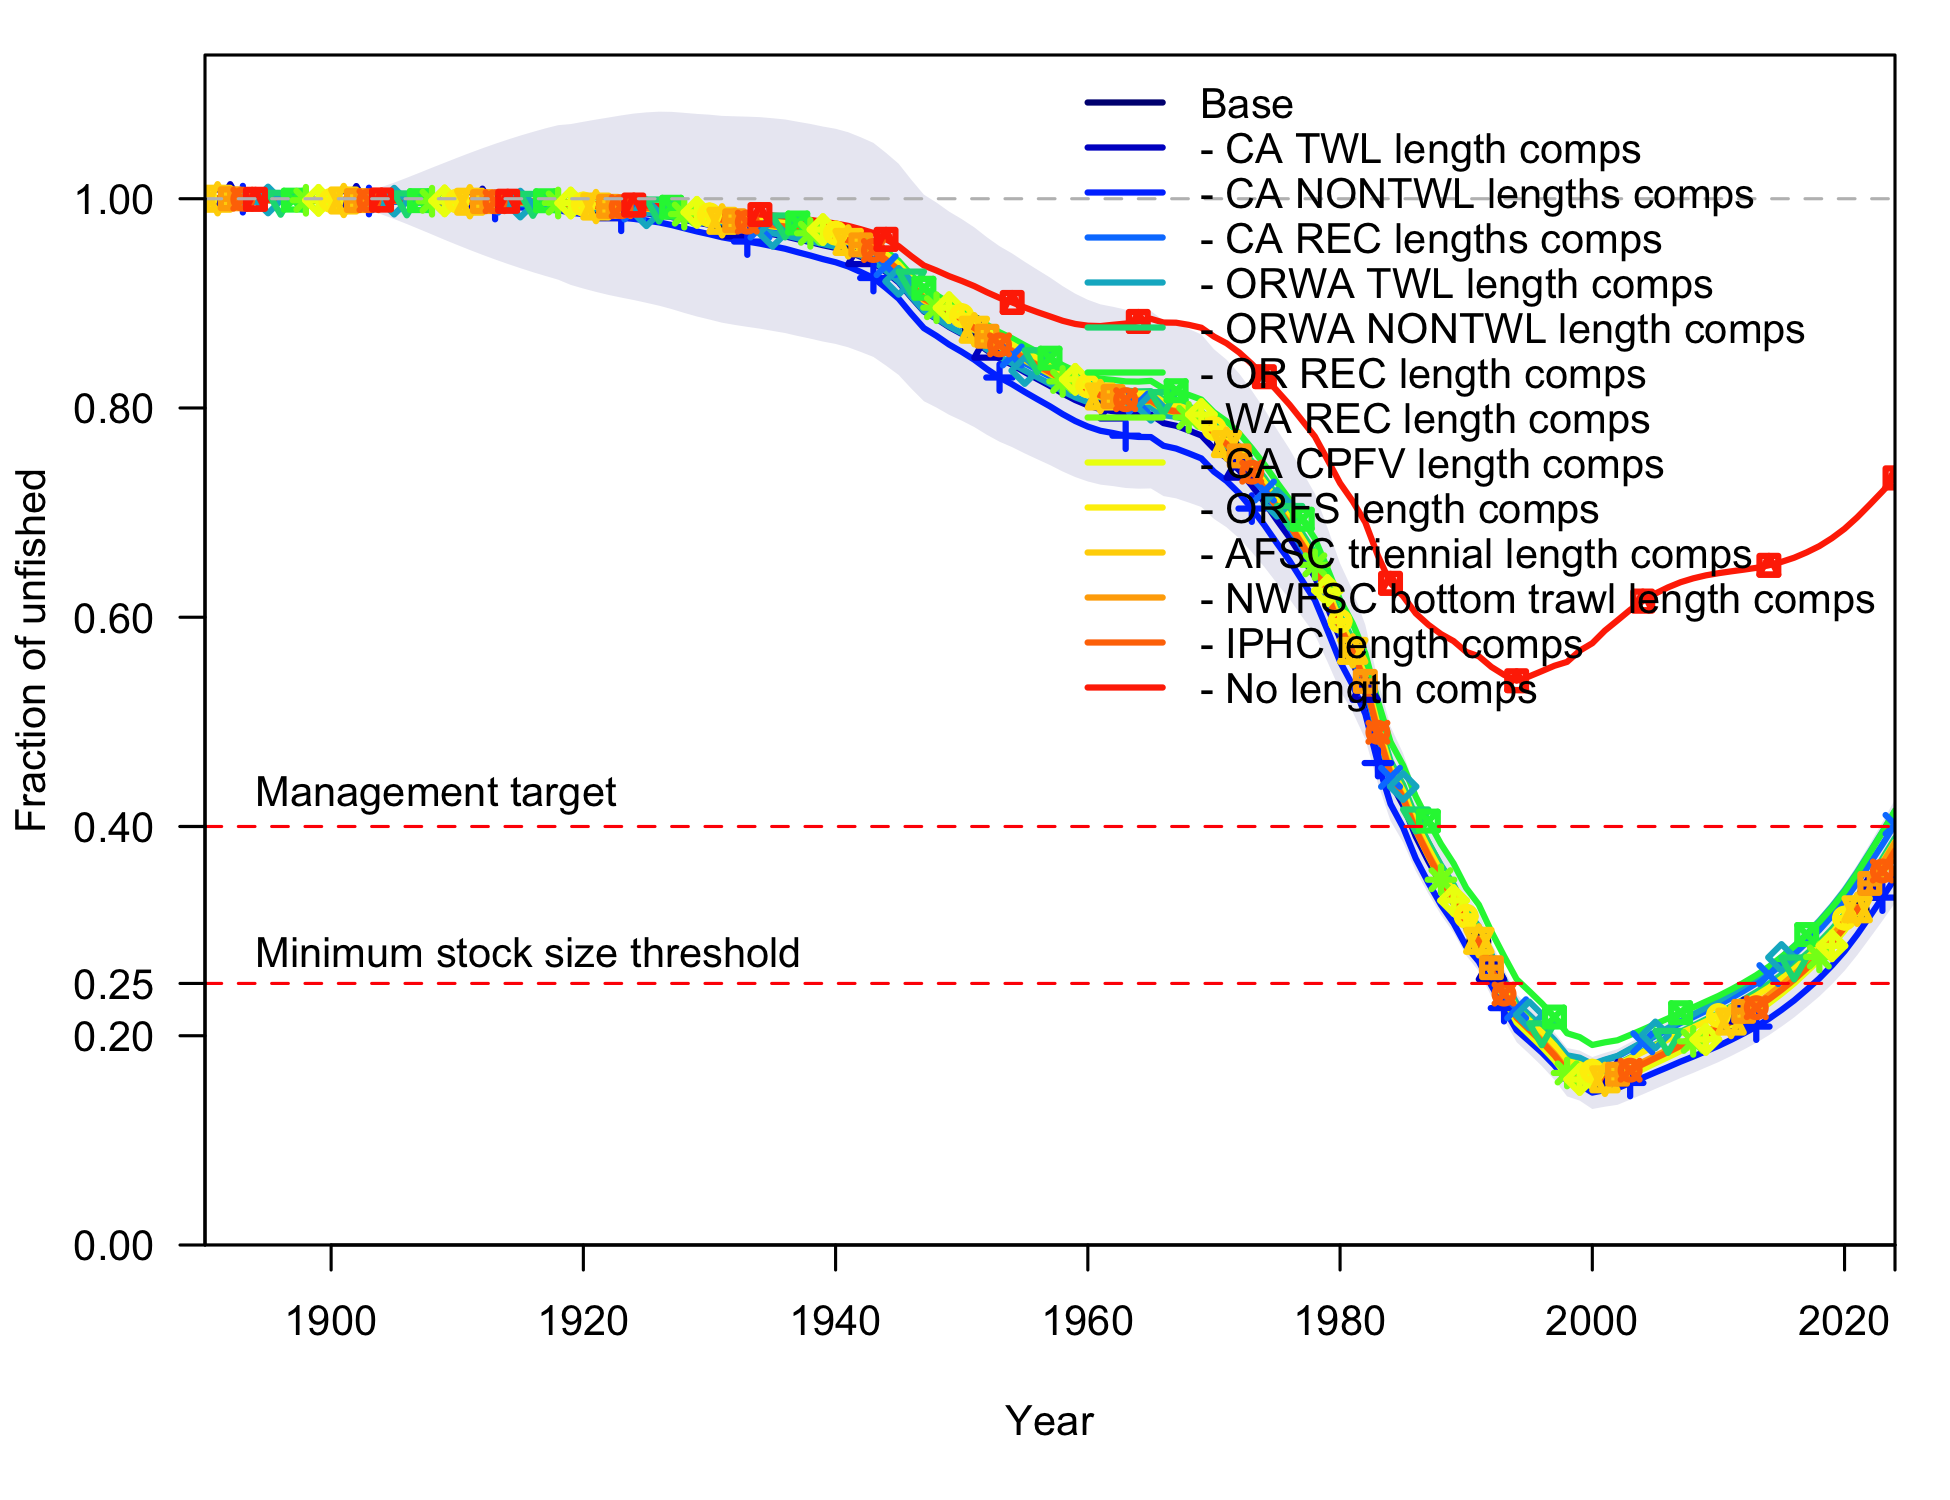 Base
- CA TWL length comps
1.00
- CA NONTWL lengths comps
- CA REC lengths comps
- ORWA TWL length comps
- ORWA NONTWL length comps
- OR REC length comps
0.80
- WA REC length comps
- CA CPFV length comps
- ORFS length comps
- AFSC triennial length comps
- NWFSC bottom trawl length comps
0.60
- IPHC length comps
- No length comps
Fraction of unfished
Management target
0.40
Minimum stock size threshold
0.25
0.20
0.00
1900 1920 1940 1960 1980 2000 2020
Year